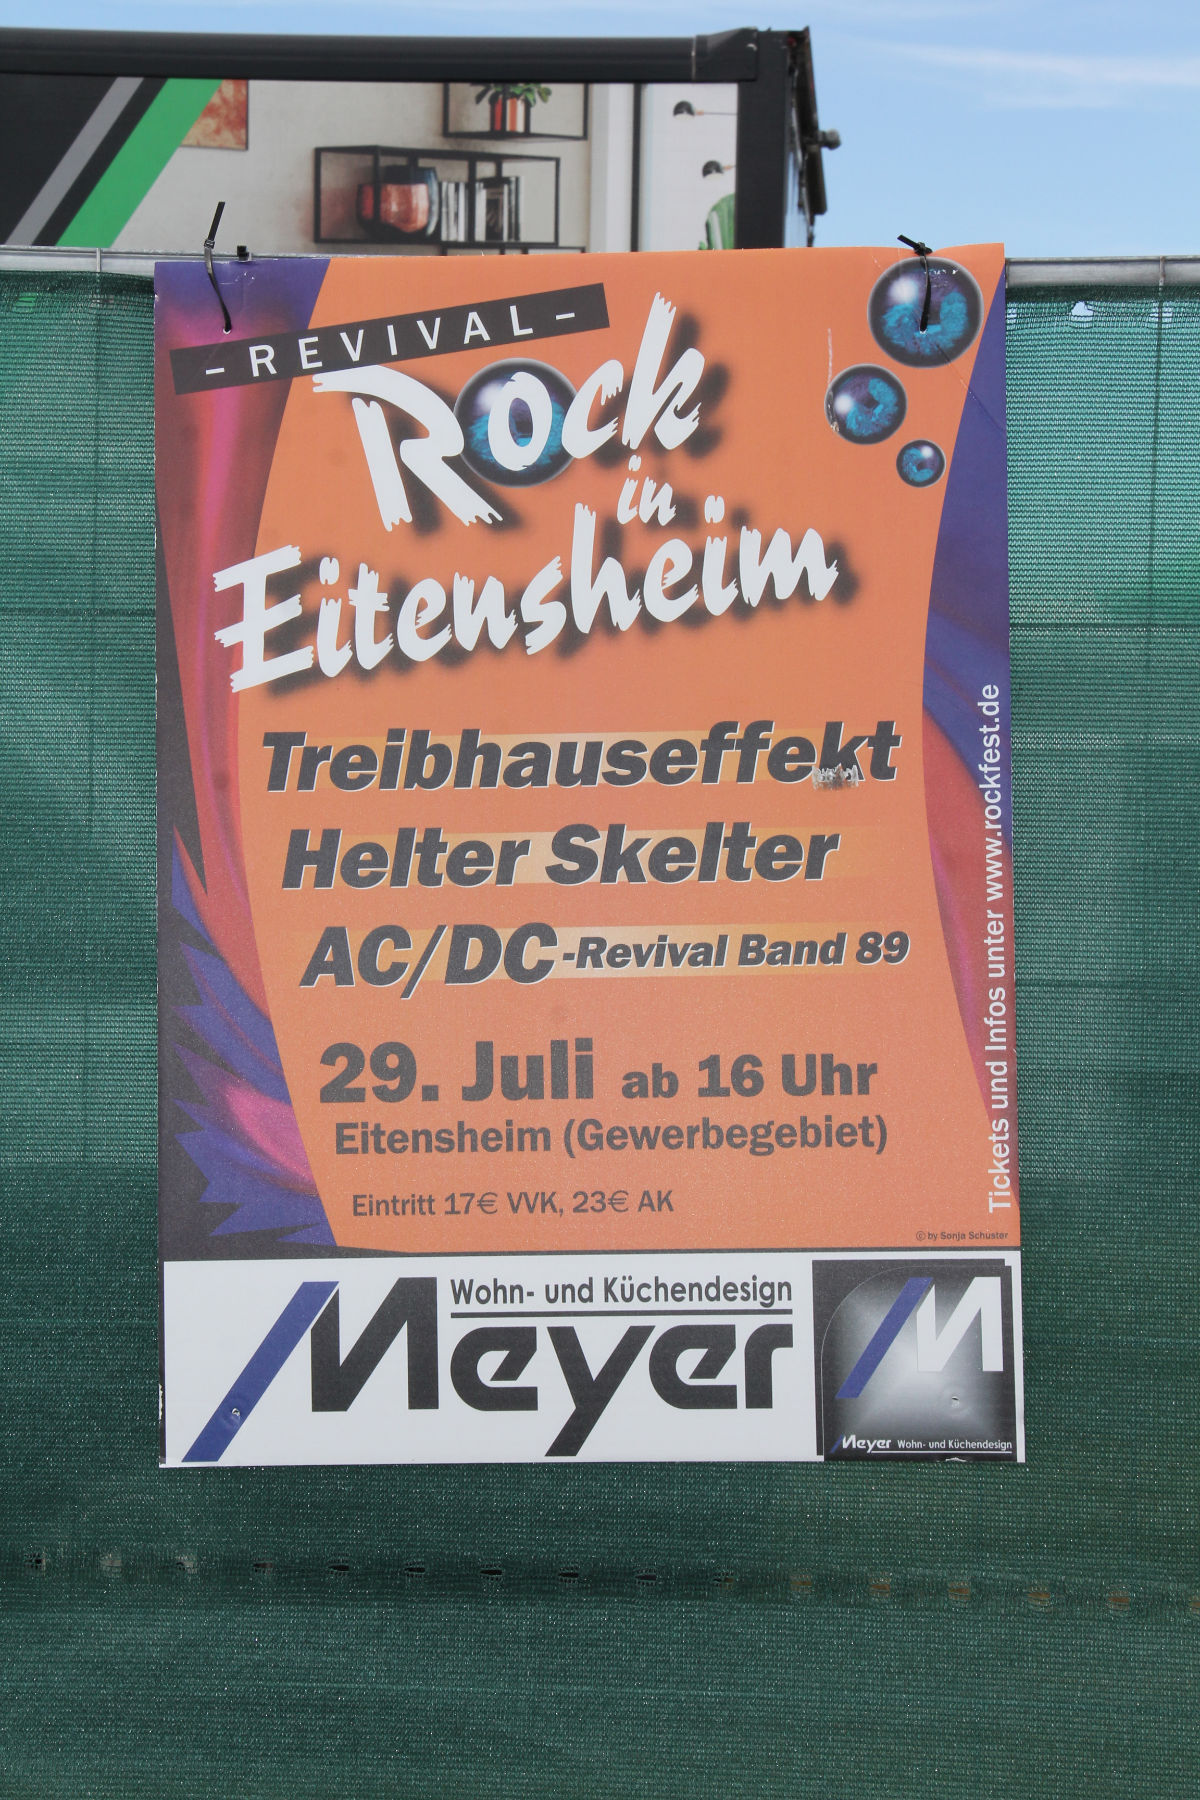 – REVIVAL –
Rock
in
Eitensheim
Treibhauseffekt
Helter Skelter
AC/DC-Revival Band 89
29. Juli ab 16 Uhr
Eitensheim (Gewerbegebiet)
Eintritt 17€ VVK, 23€ AK
Tickets und Infos unter www.rockfest.de
© by Sonja Schuster
Wohn- und Küchendesign
Meyer
M
Meyer Wohn- und Küchendesign